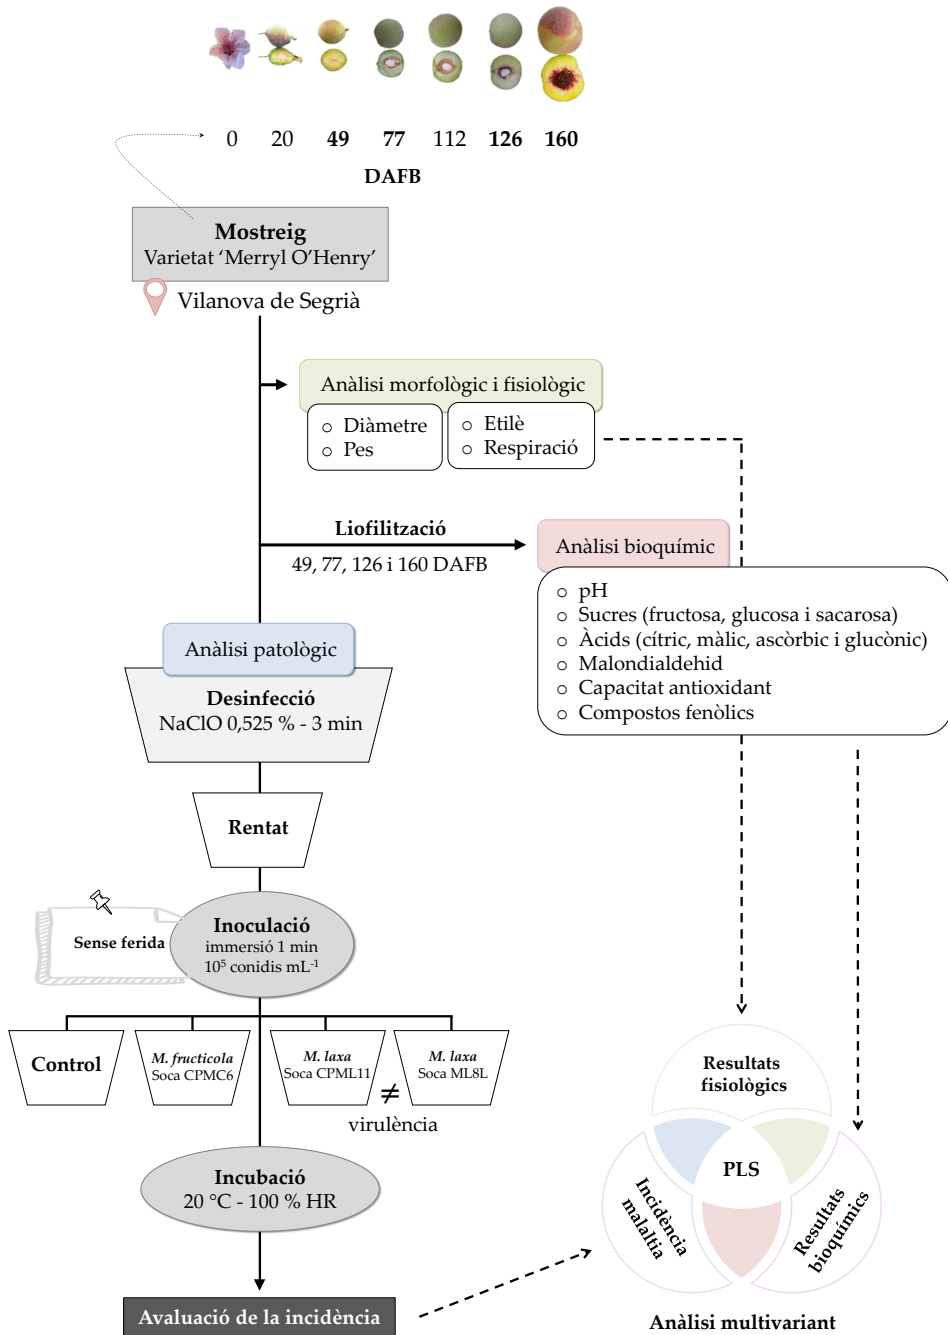 0 20 49 77 112 126 160
DAFB
Mostreig
Varietat ‘Merryl O’Henry’
Vilanova de Segrià
Anàlisi morfològic i fisiològic
○ Diàmetre
○ Pes
○ Etilè
○ Respiració
Liofilització
49, 77, 126 i 160 DAFB
Anàlisi bioquímic
○ pH
○ Sucres (fructosa, glucosa i sacarosa)
○ Àcids (cítric, màlic, ascòrbic i glucònic)
○ Malondialdehid
○ Capacitat antioxidant
○ Compostos fenòlics
Anàlisi patològic
Desinfecció
NaClO 0,525 % - 3 min
Rentat
Sense ferida
Inoculació
immersió 1 min
10⁵ conidis mL⁻¹
Control
M. fructicola
Soca CPMC6
M. laxa
Soca CPML11
M. laxa
Soca ML8L
≠
virulència
Incubació
20 °C - 100 % HR
Avaluació de la incidència
Resultats
fisiològics
PLS
Incidència
malaltia
Resultats
bioquímics
Anàlisi multivariant